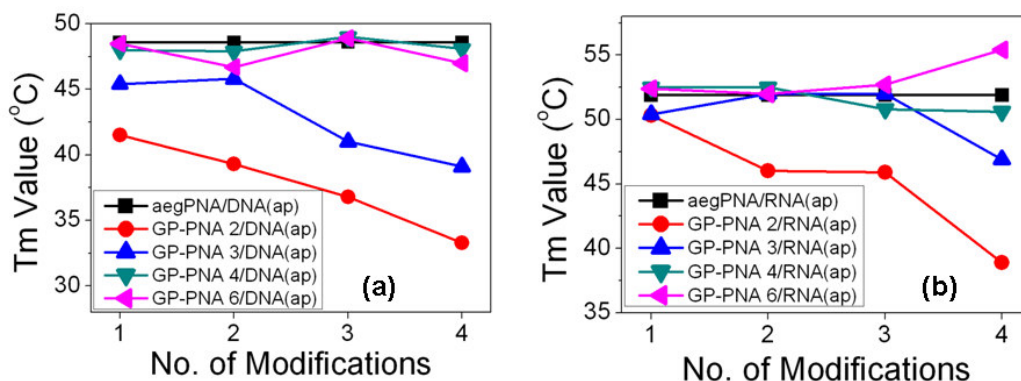 50
45
40
35
30
Tm Value (°C)
aegPNA/DNA(ap)
GP-PNA 2/DNA(ap)
GP-PNA 3/DNA(ap)
GP-PNA 4/DNA(ap)
GP-PNA 6/DNA(ap)
(a)
1 2 3 4
No. of Modifications
55
50
45
40
35
Tm Value (°C)
aegPNA/RNA(ap)
GP-PNA 2/RNA(ap)
GP-PNA 3/RNA(ap)
GP-PNA 4/RNA(ap)
GP-PNA 6/RNA(ap)
(b)
1 2 3 4
No. of Modifications